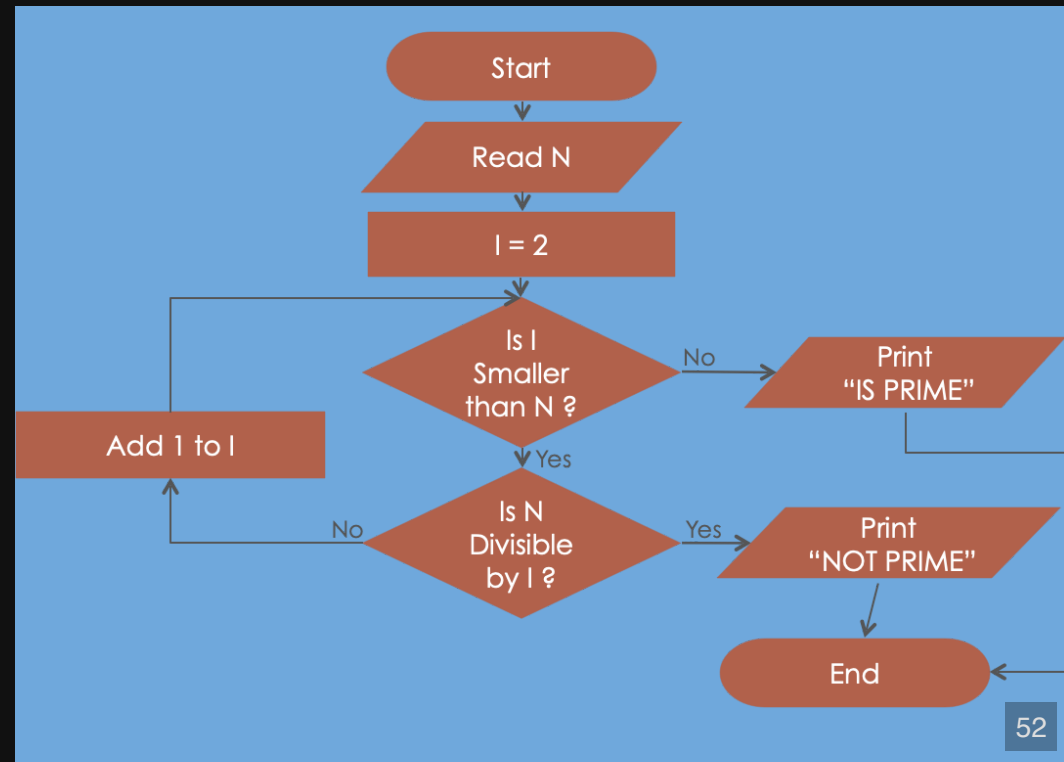 Start
Read N
I = 2
Is I
Smaller
than N ?
No
Print
“IS PRIME”
Add 1 to I
Yes
Is N
Divisible
by I ?
No
Yes
Print
“NOT PRIME”
End
52